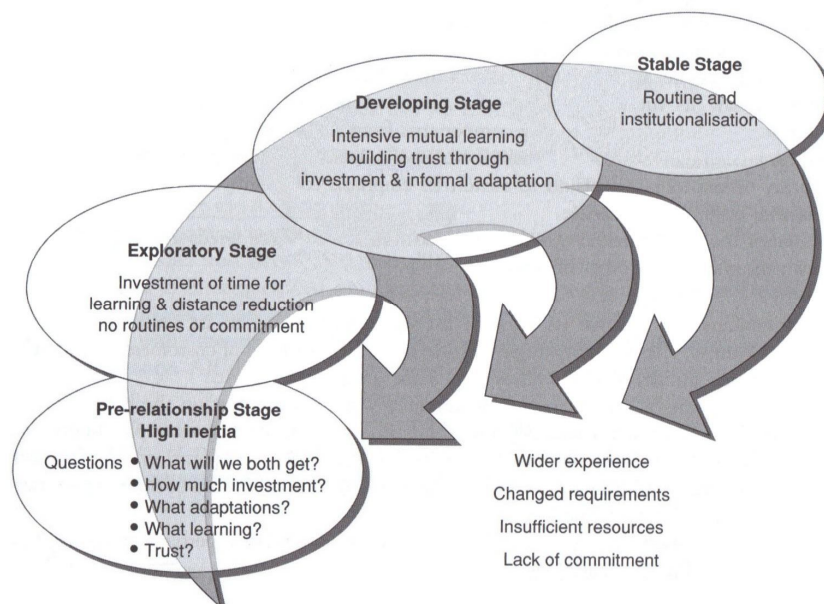 Stable Stage
Routine and
institutionalisation
Developing Stage
Intensive mutual learning
building trust through
investment & informal adaptation
Exploratory Stage
Investment of time for
learning & distance reduction
no routines or commitment
Pre-relationship Stage
High inertia
Questions • What will we both get?
• How much investment?
• What adaptations?
• What learning?
• Trust?
Wider experience
Changed requirements
Insufficient resources
Lack of commitment